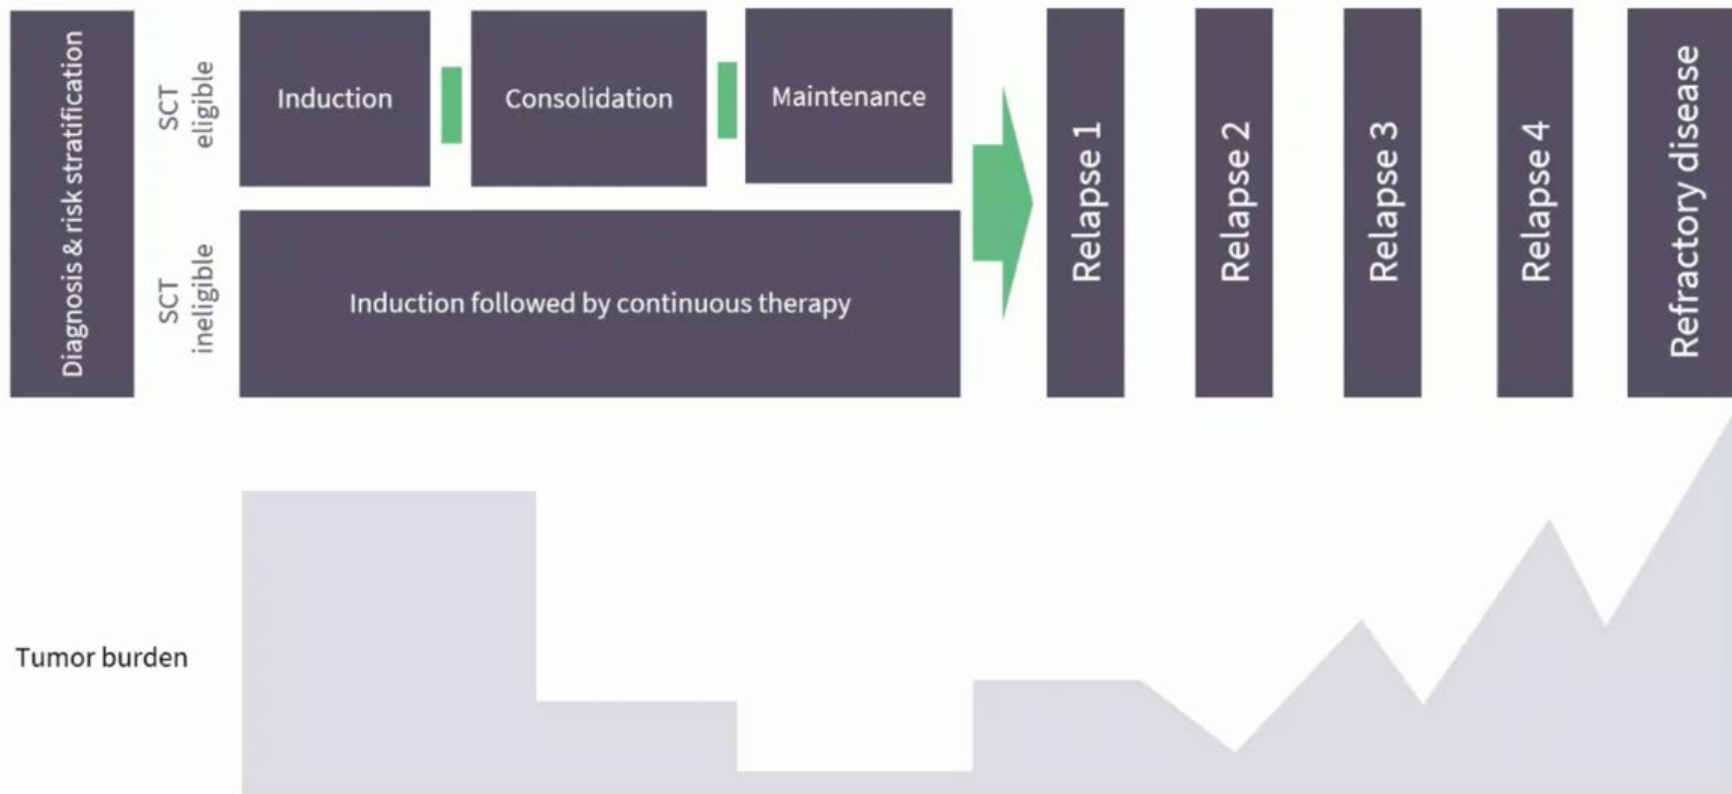 Diagnosis & risk stratification
SCT
eligible
Induction
Consolidation
Maintenance
SCT
ineligible
Induction followed by continuous therapy
Relapse 1
Relapse 2
Relapse 3
Relapse 4
Refractory disease
Tumor burden